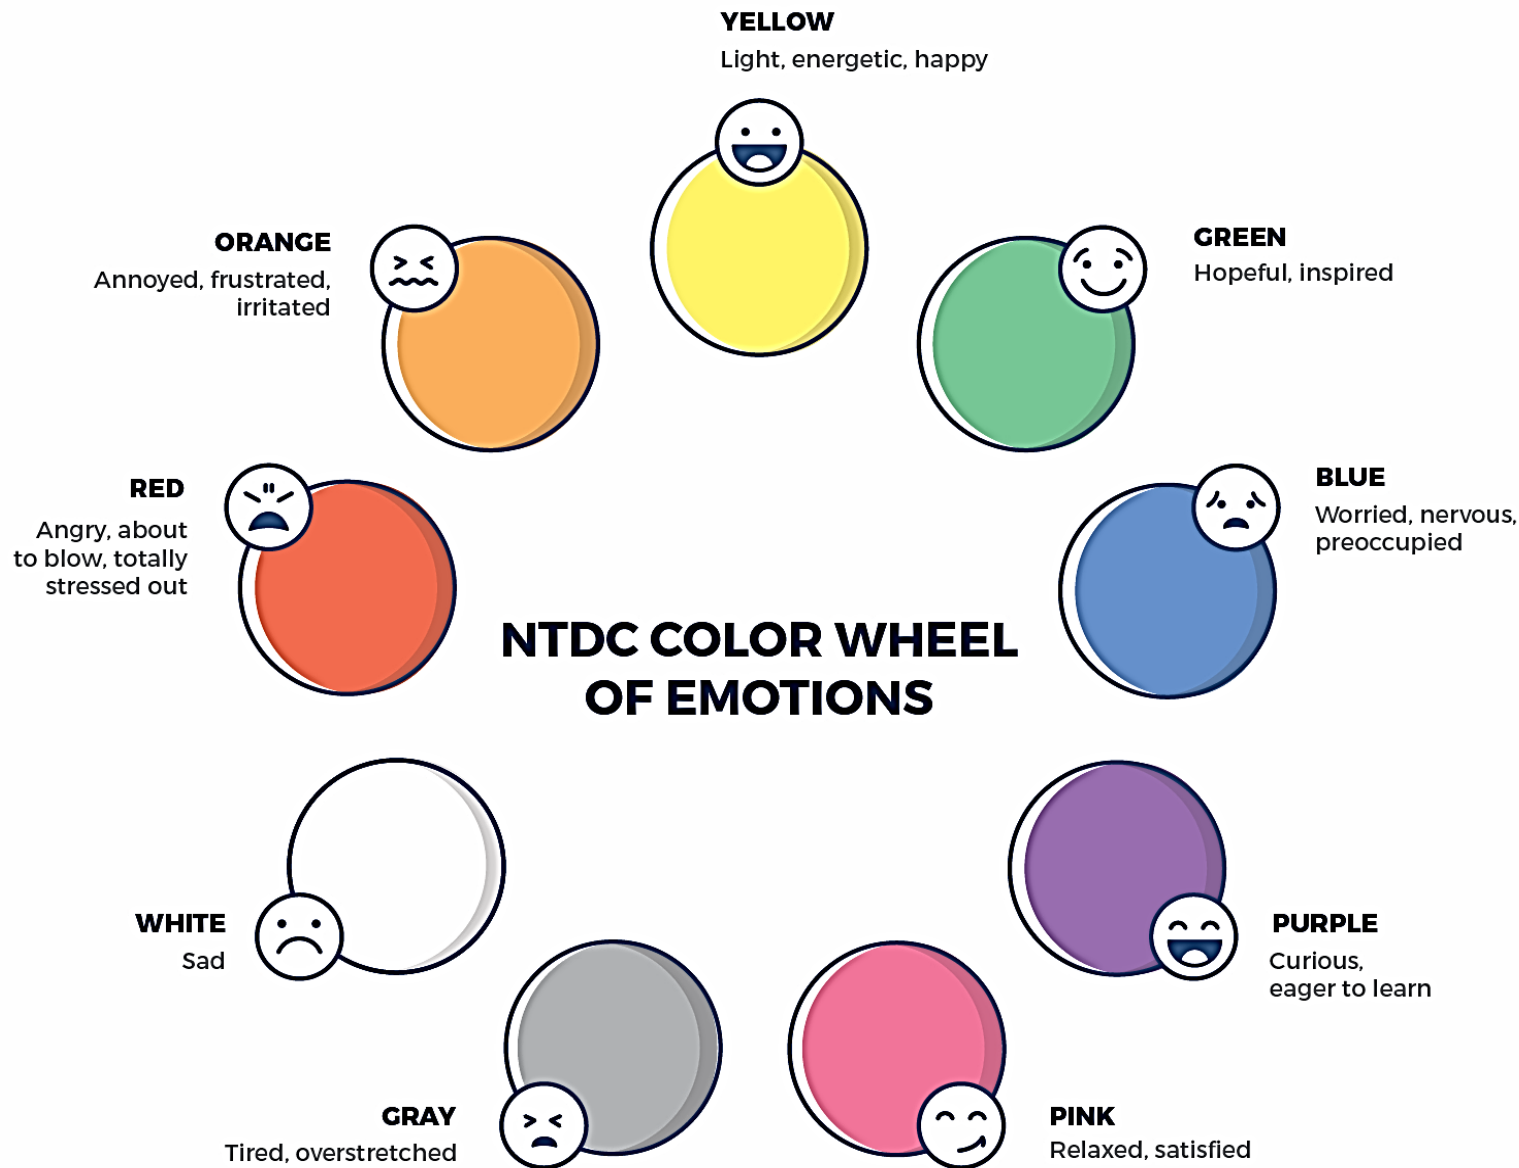 YELLOW
Light, energetic, happy
ORANGE
Annoyed, frustrated,
irritated
GREEN
Hopeful, inspired
RED
Angry, about
to blow, totally
stressed out
BLUE
Worried, nervous,
preoccupied
NTDC COLOR WHEEL
OF EMOTIONS
WHITE
Sad
PURPLE
Curious,
eager to learn
GRAY
Tired, overstretched
PINK
Relaxed, satisfied